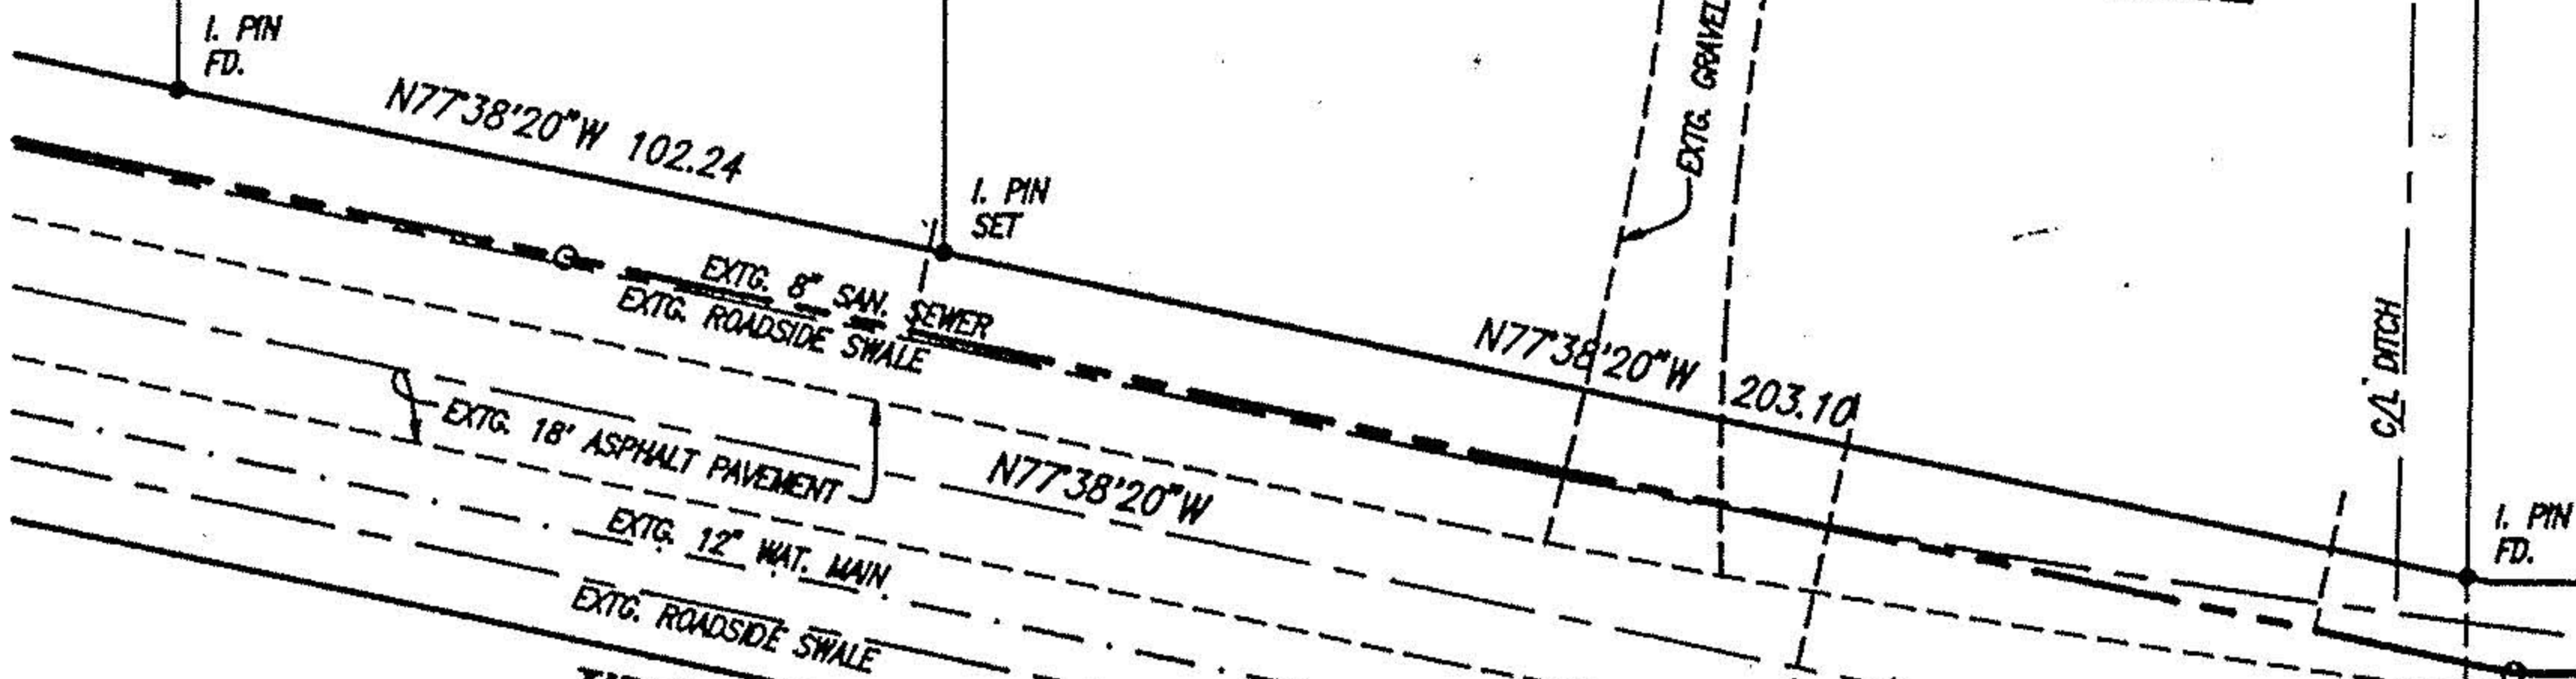 I. PIN
FD.
N77°38'20"W 102.24
I. PIN
SET
EXTG. GRAVEL
EXTG. 8" SAN. SEWER
EXTG. ROADSIDE SWALE
N77°38'20"W 203.10
C/L DITCH
EXTG. 18' ASPHALT PAVEMENT
N77°38'20"W
I. PIN
FD.
EXTG. 12" WAT. MAIN
EXTG. ROADSIDE SWALE